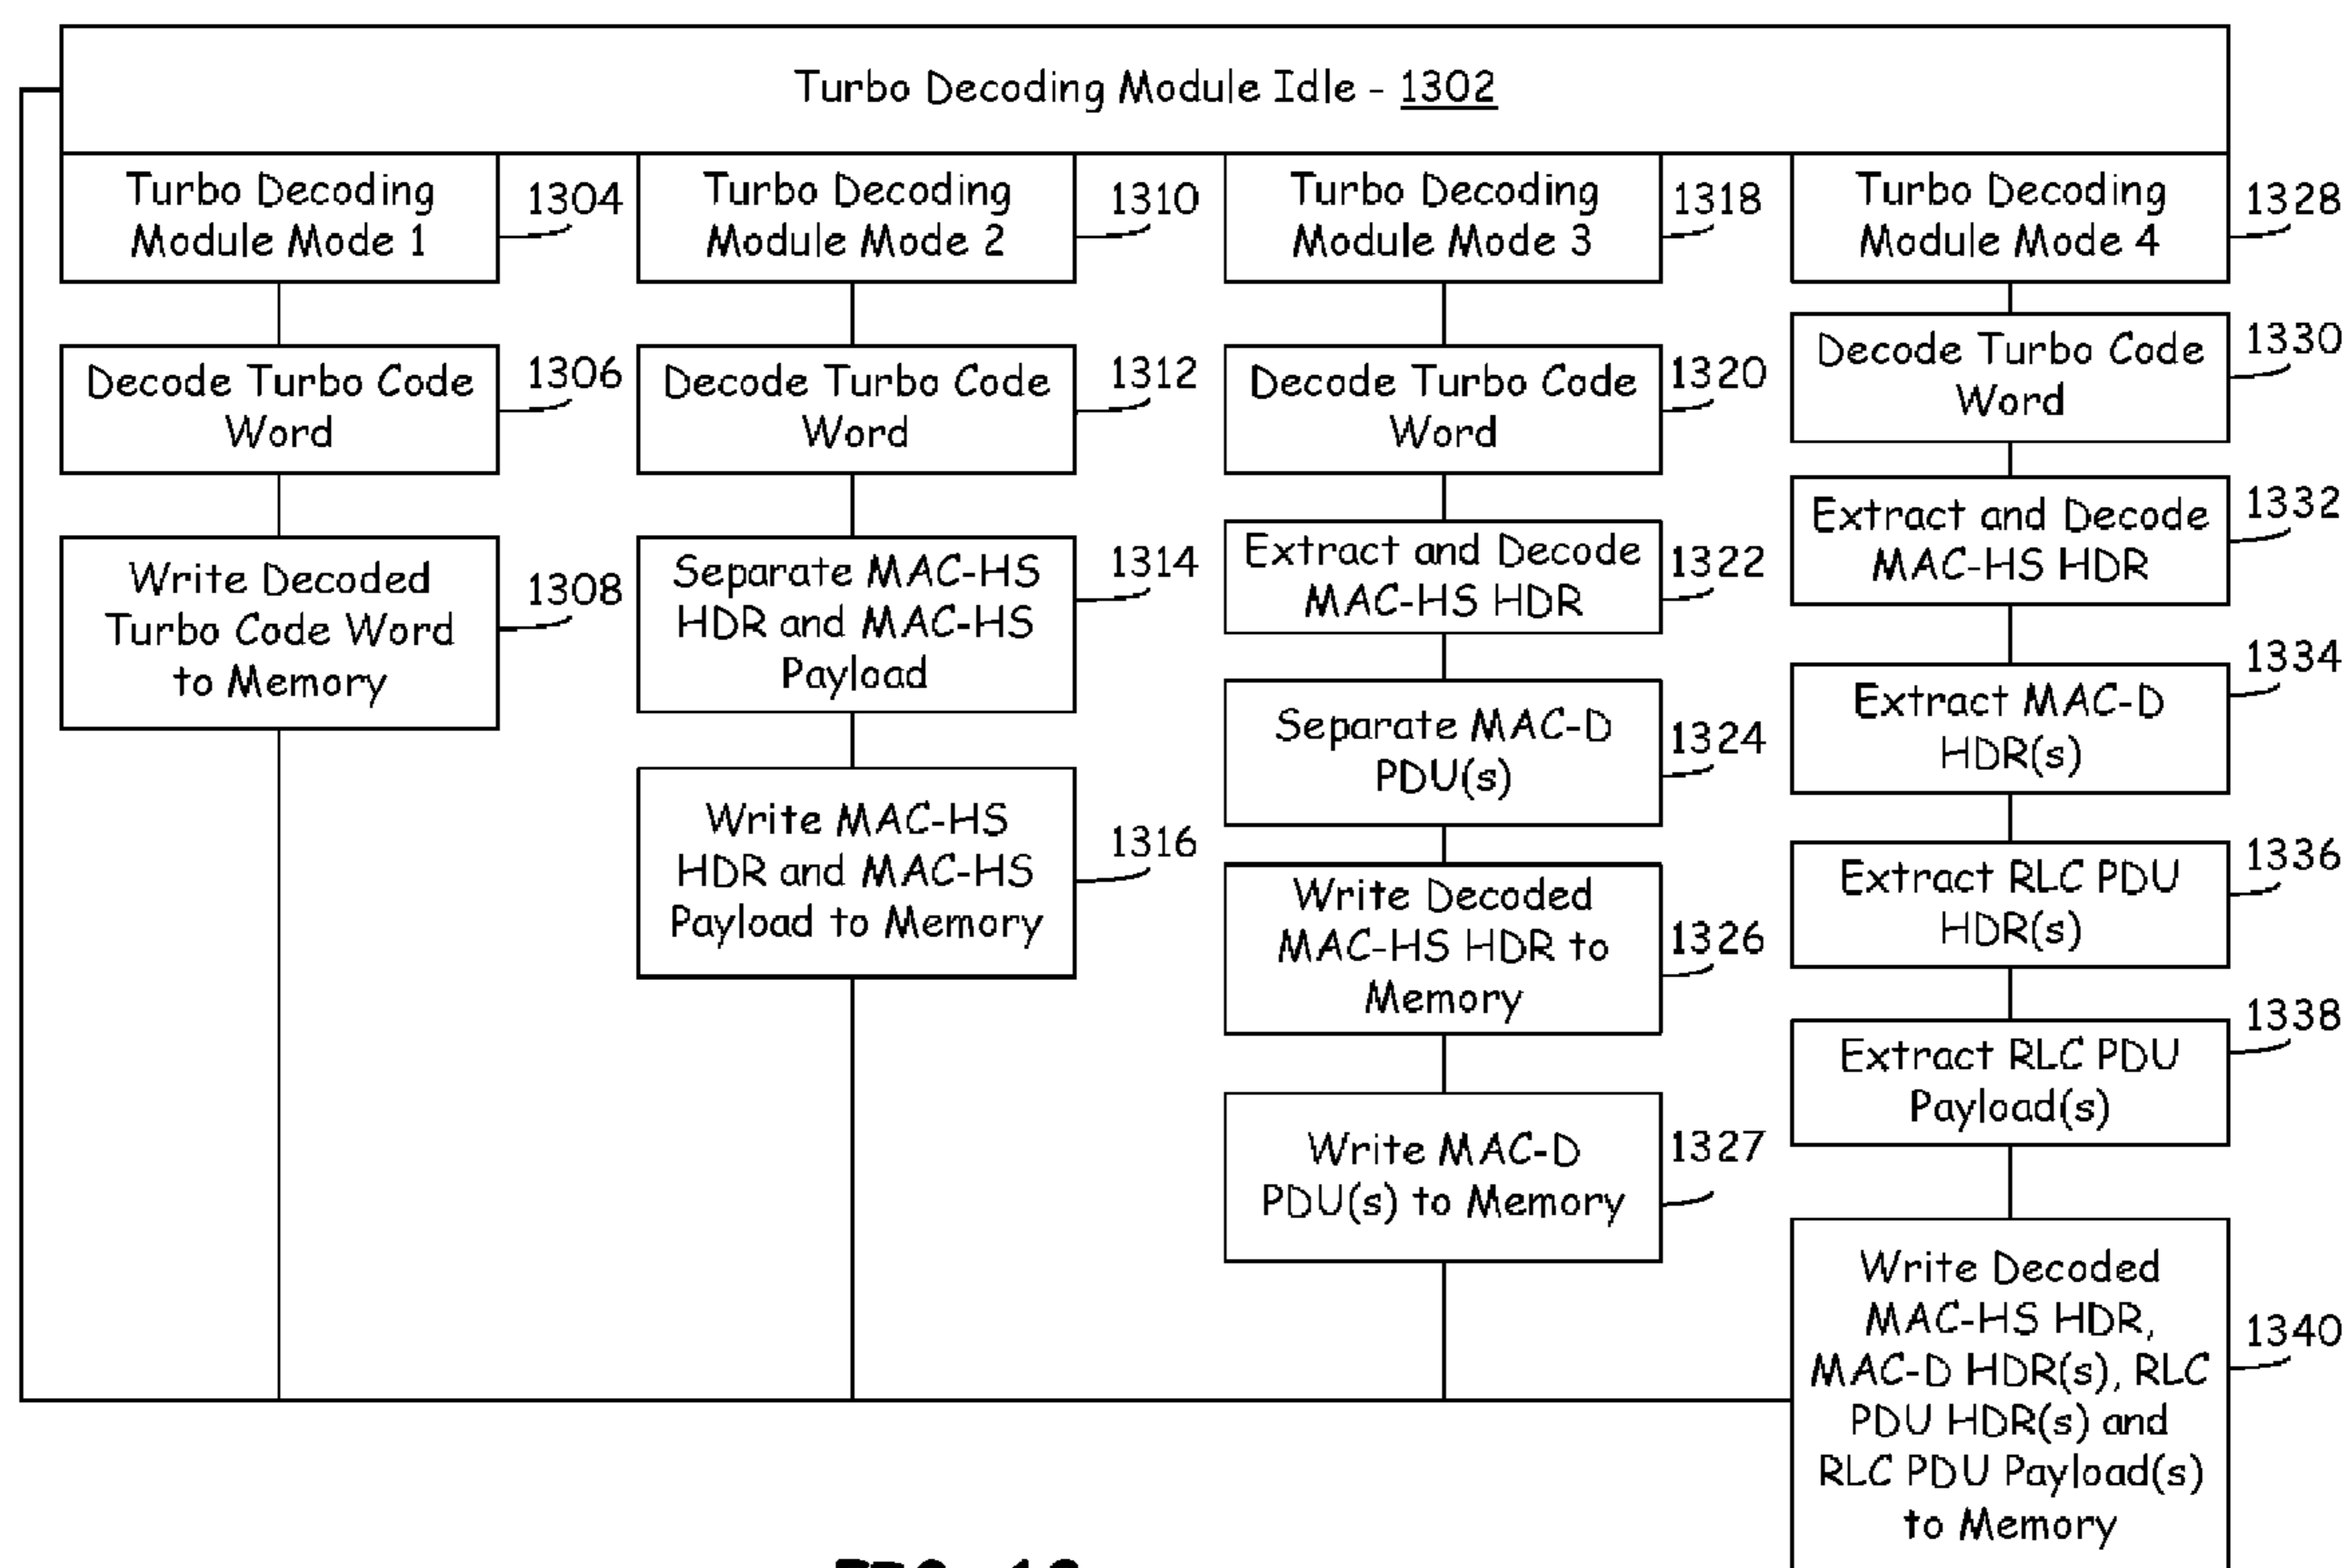 Turbo Decoding Module Idle - 1302
Turbo Decoding
Module Mode 1
1304
Decode Turbo Code
Word
1306
Write Decoded
Turbo Code Word
to Memory
1308
Turbo Decoding
Module Mode 2
1310
Decode Turbo Code
Word
1312
Separate MAC-HS
HDR and MAC-HS
Payload
1314
Write MAC-HS
HDR and MAC-HS
Payload to Memory
1316
Turbo Decoding
Module Mode 3
1318
Decode Turbo Code
Word
1320
Extract and Decode
MAC-HS HDR
1322
Separate MAC-D
PDU(s)
1324
Write Decoded
MAC-HS HDR to
Memory
1326
Write MAC-D
PDU(s) to Memory
1327
Turbo Decoding
Module Mode 4
1328
Decode Turbo Code
Word
1330
Extract and Decode
MAC-HS HDR
1332
Extract MAC-D
HDR(s)
1334
Extract RLC PDU
HDR(s)
1336
Extract RLC PDU
Payload(s)
1338
Write Decoded
MAC-HS HDR,
MAC-D HDR(s), RLC
PDU HDR(s) and
RLC PDU Payload(s)
to Memory
1340